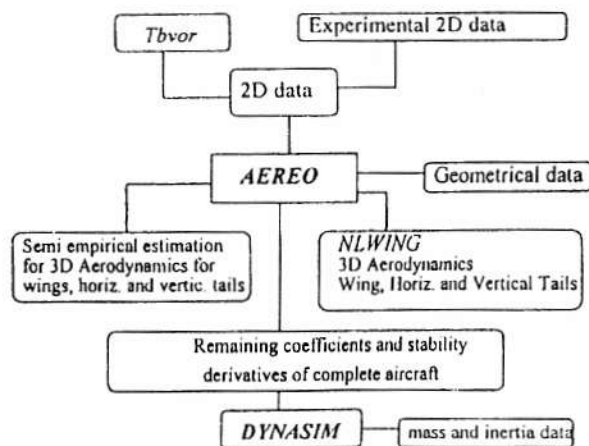 Tbvor
Experimental 2D data
2D data
AEREO
Geometrical data
Semi empirical estimation
for 3D Aerodynamics for
wings, horiz. and vertic. tails
NLWING
3D Aerodynamics
Wing, Horiz. and Vertical Tails
Remaining coefficients and stability
derivatives of complete aircraft
DYNASIM
mass and inertia data